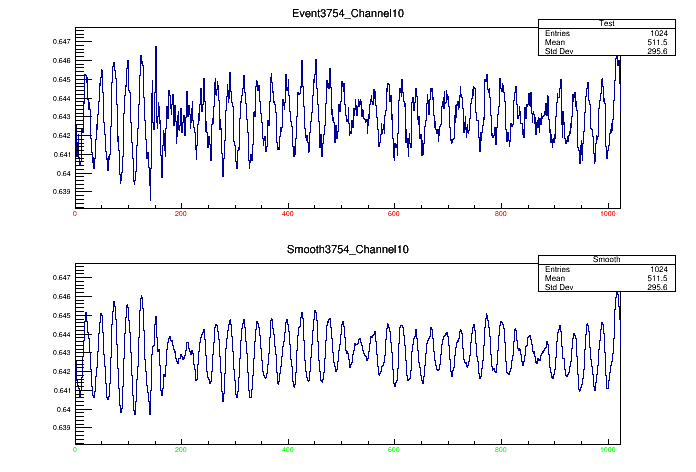 Event3754_Channel10
Test
Entries 1024
Mean 511.5
Std Dev 295.6
0.647
0.646
0.645
0.644
0.643
0.642
0.641
0.64
0.639
0 200 400 600 800 1000
Smooth3754_Channel10
Smooth
Entries 1024
Mean 511.5
Std Dev 295.6
0.647
0.646
0.645
0.644
0.643
0.642
0.641
0.64
0.639
0 200 400 600 800 1000